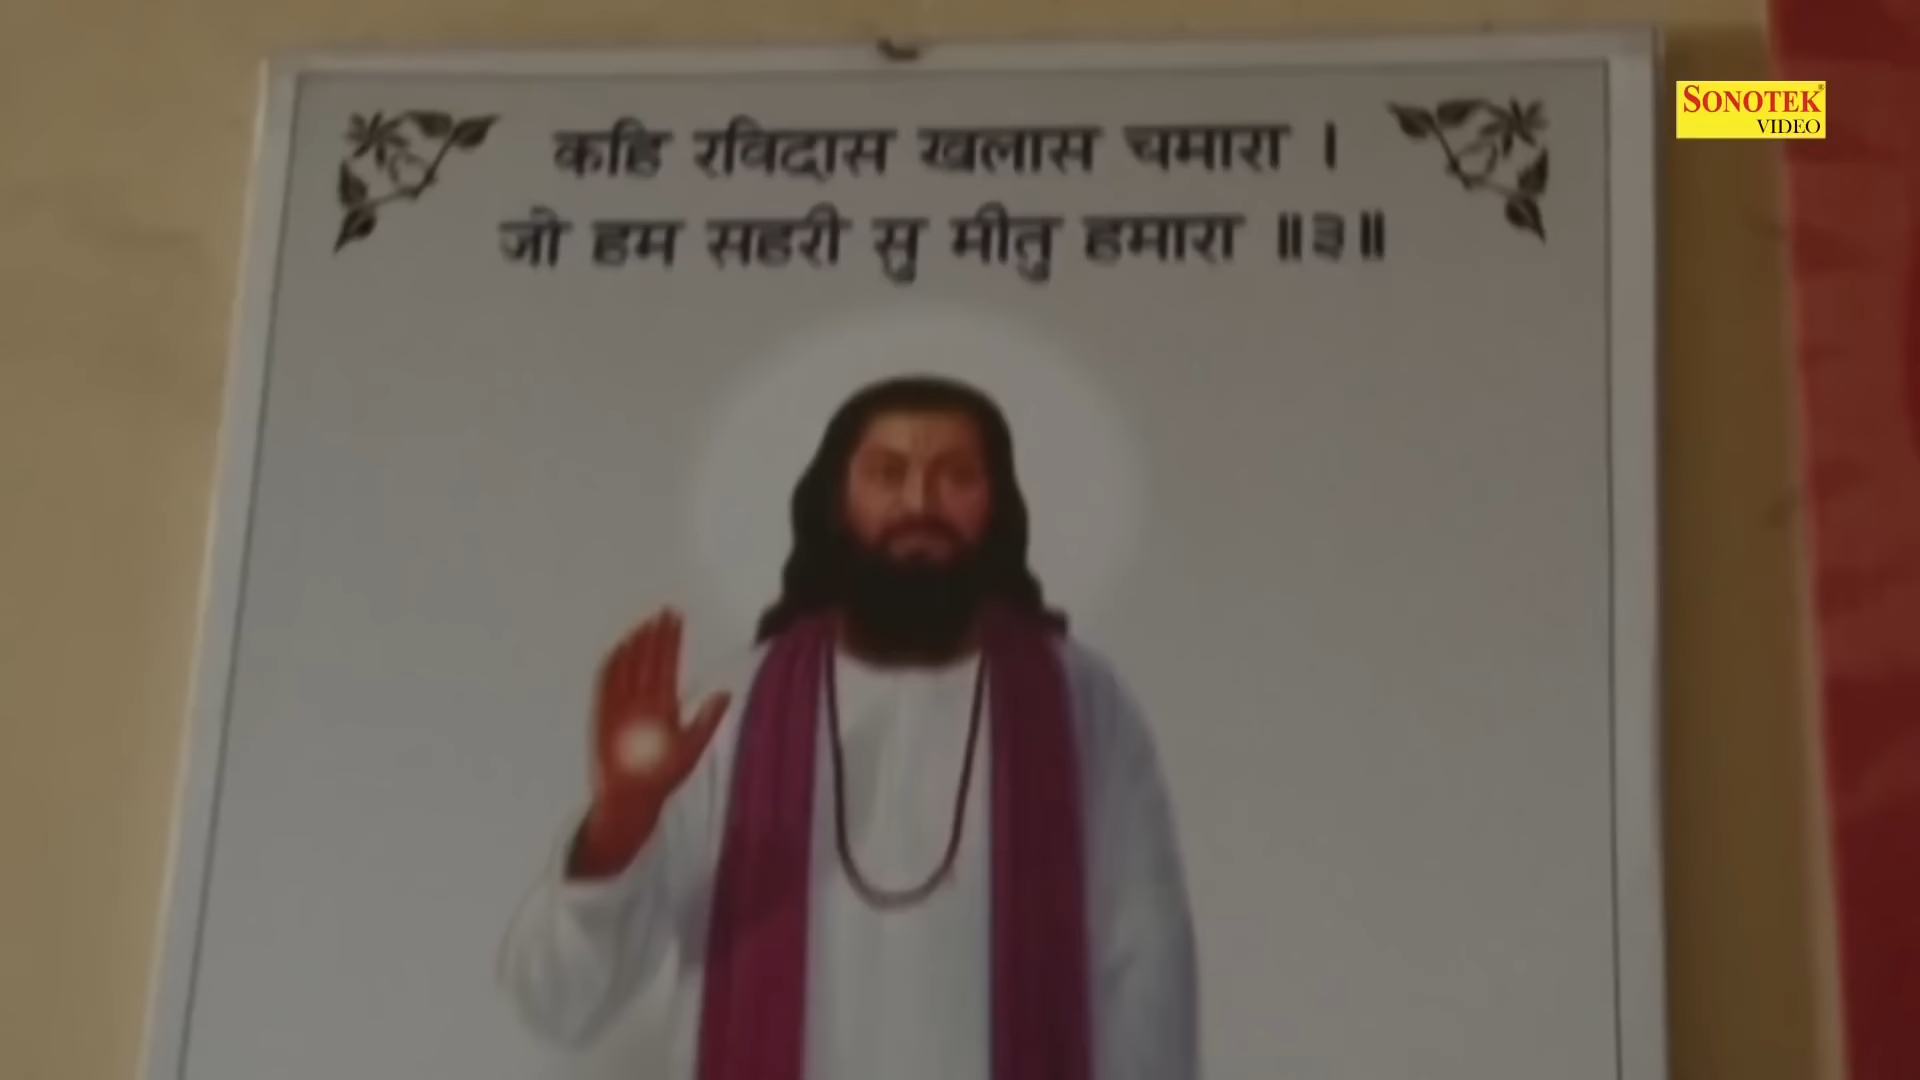 कहि रविदास खलास चमारा ।
जो हम सहरी सु मीतु हमारा ॥३॥
SONOTEK
VIDEO